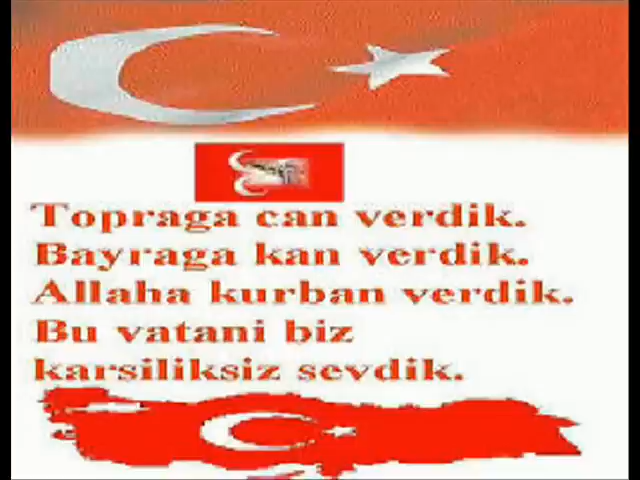 Topraga can verdik.
Bayraga kan verdik.
Allaha kurban verdik.
Bu vatani biz
karsiliksiz sevdik.